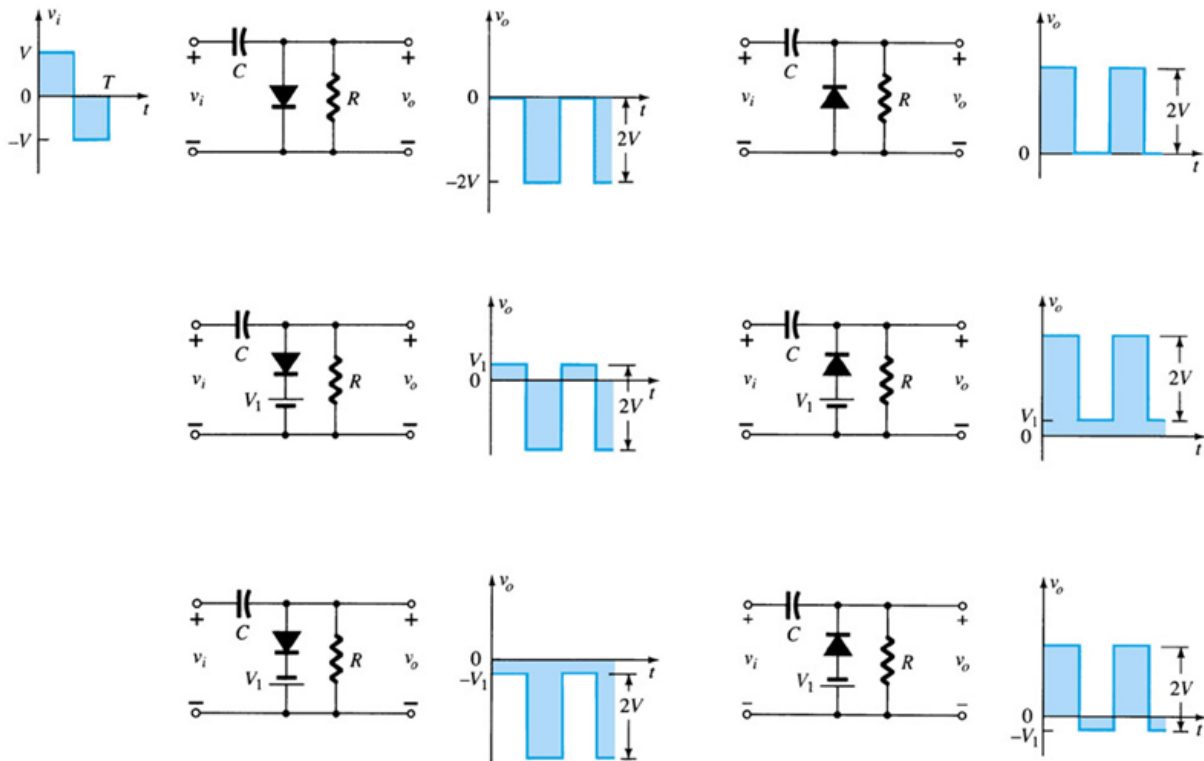 v_i
V
0
T
t
−V
+
C
+
v_i
R
v_o
−
−
v_o
0
t
2V
−2V
+
C
+
v_i
R
v_o
−
−
v_o
2V
0
t
+
C
+
v_i
V_1
R
v_o
−
−
v_o
V_1
0
t
2V
+
C
+
v_i
V_1
R
v_o
−
−
v_o
2V
V_1
0
t
+
C
+
v_i
V_1
R
v_o
−
−
v_o
0
t
−V_1
2V
+
C
+
v_i
V_1
R
v_o
−
−
v_o
2V
0
−V_1
t